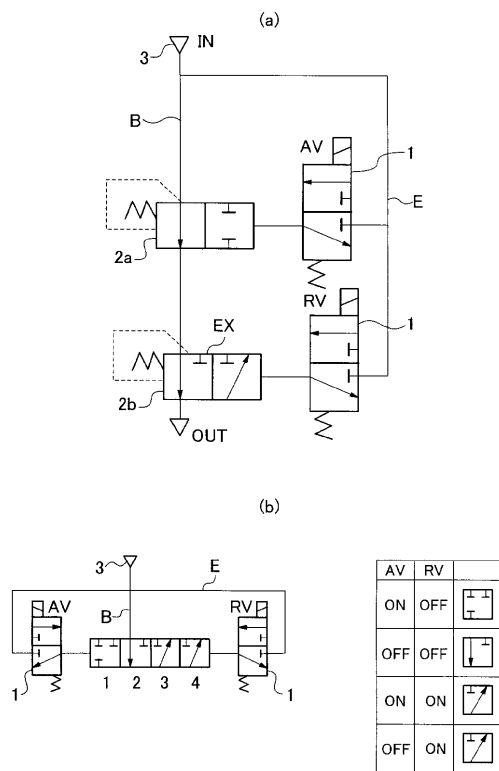 (a)
IN
3
B
AV
1
E
2a
RV
EX
1
2b
OUT
(b)
3
E
AV
B
RV
1
1 2 3 4
1
AV RV
ON OFF
OFF OFF
ON ON
OFF ON